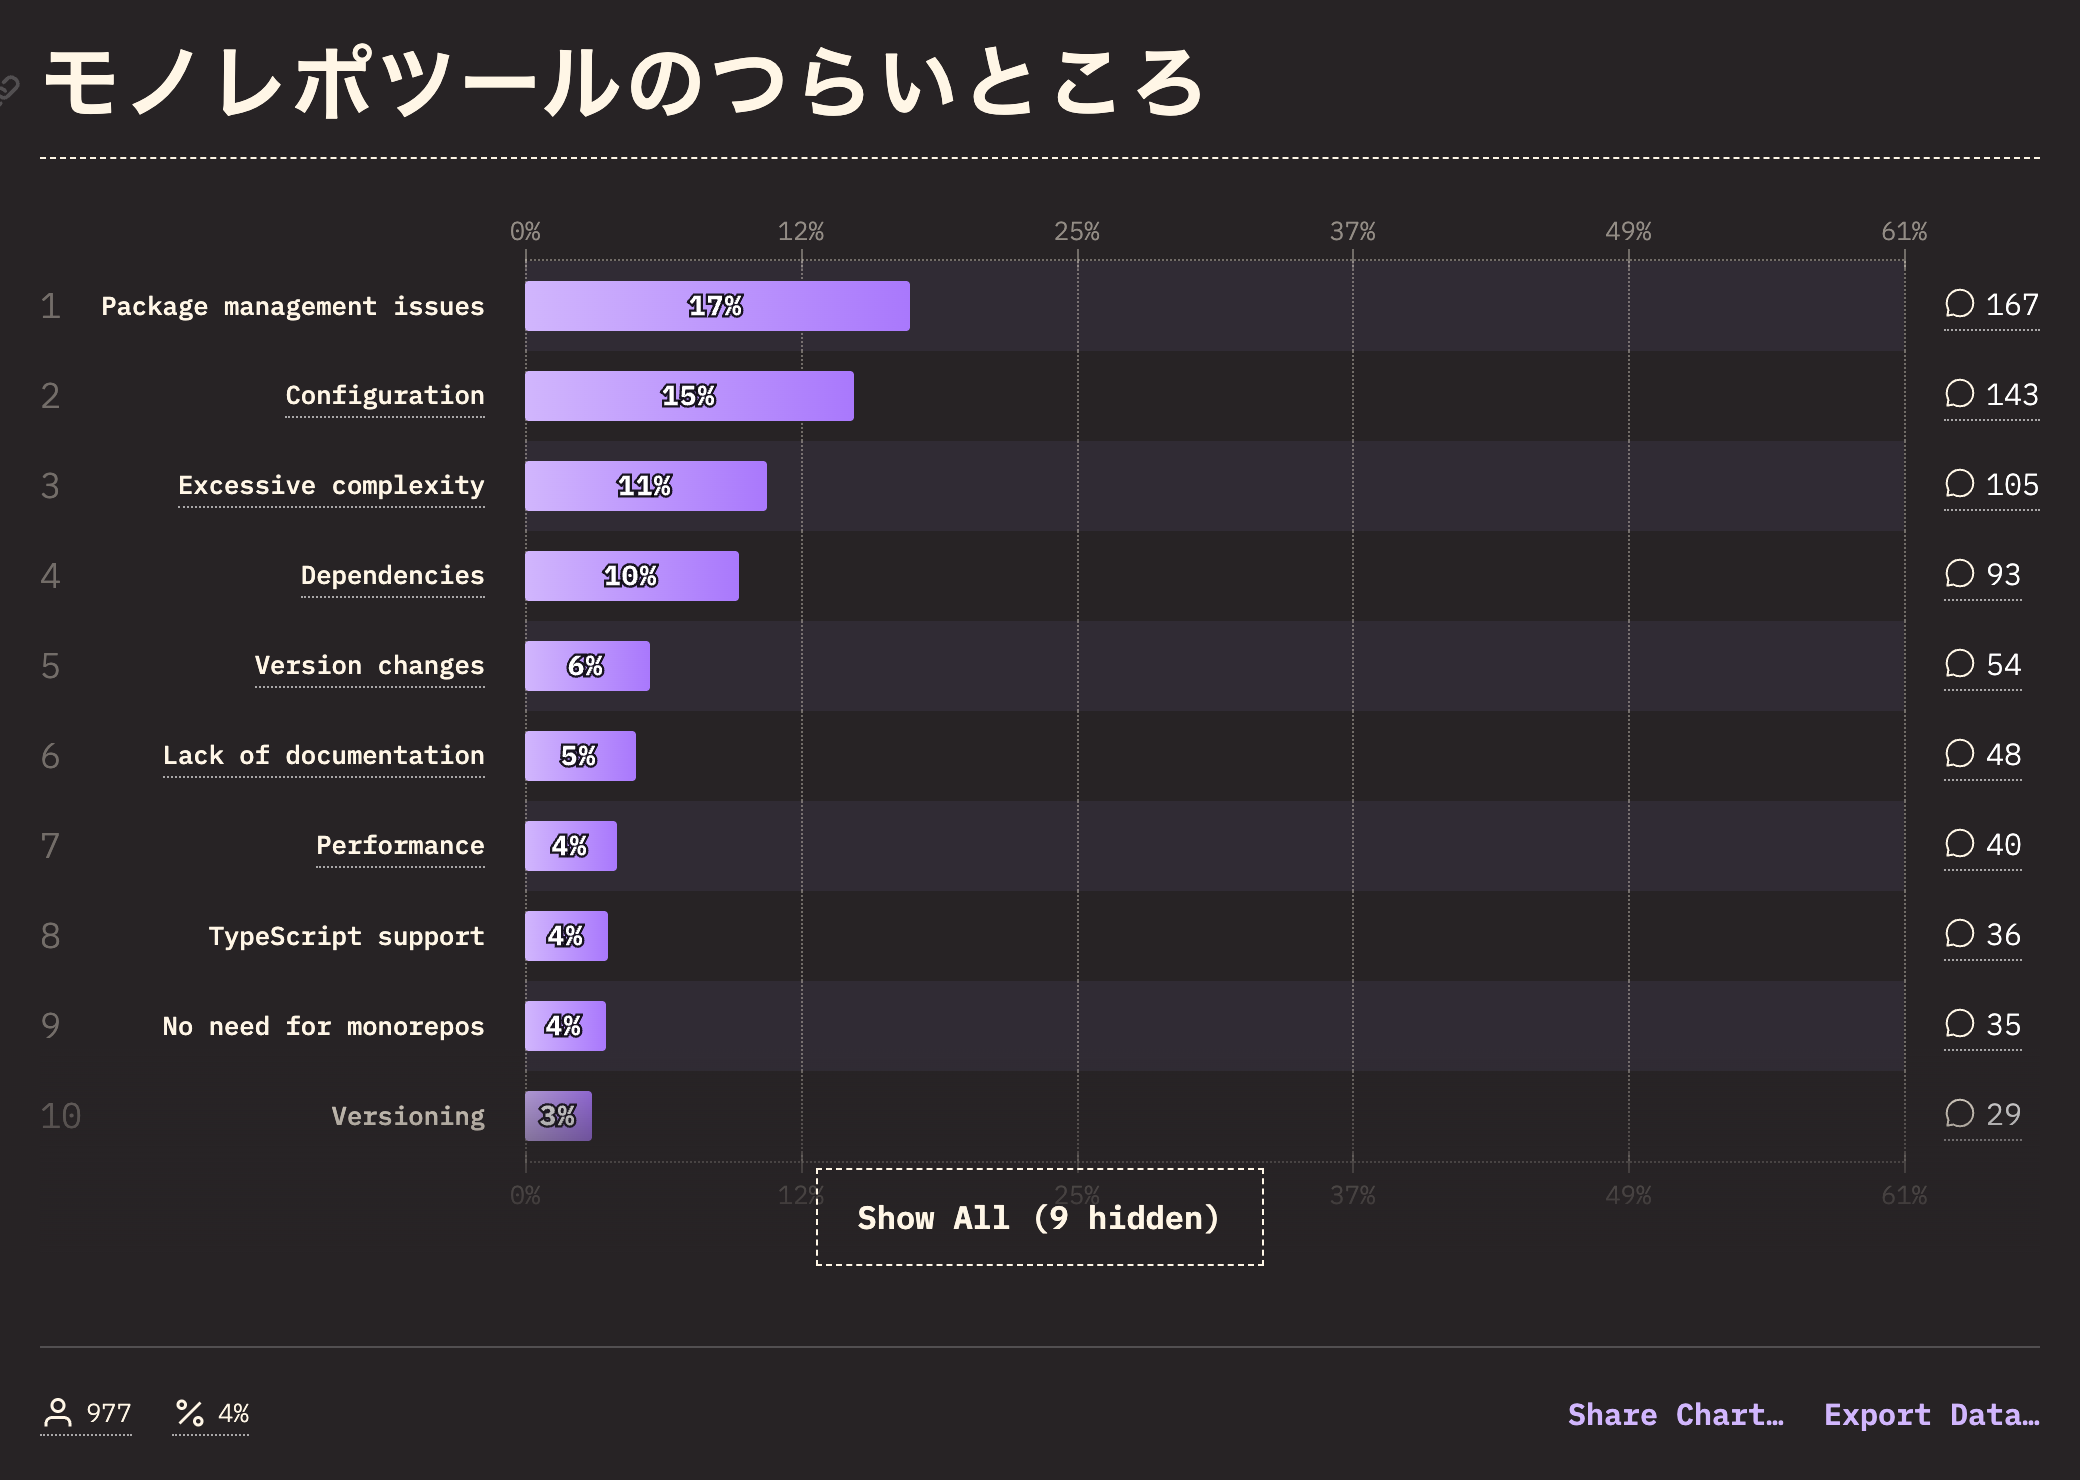 モノレポツールのつらいところ
0% 12% 25% 37% 49% 61%
1 Package management issues 17% 167
2 Configuration 15% 143
3 Excessive complexity 11% 105
4 Dependencies 10% 93
5 Version changes 6% 54
6 Lack of documentation 5% 48
7 Performance 4% 40
8 TypeScript support 4% 36
9 No need for monorepos 4% 35
10 Versioning 3% 29
0% 12% 25% 37% 49% 61%
Show All (9 hidden)
977 % 4% Share Chart… Export Data…